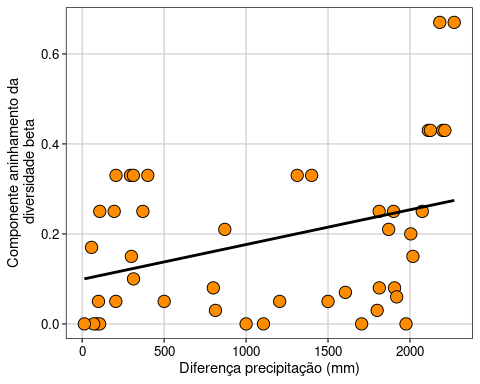 Componente aninhamento da
diversidade beta
0.6
0.4
0.2
0.0
0 500 1000 1500 2000
Diferença precipitação (mm)